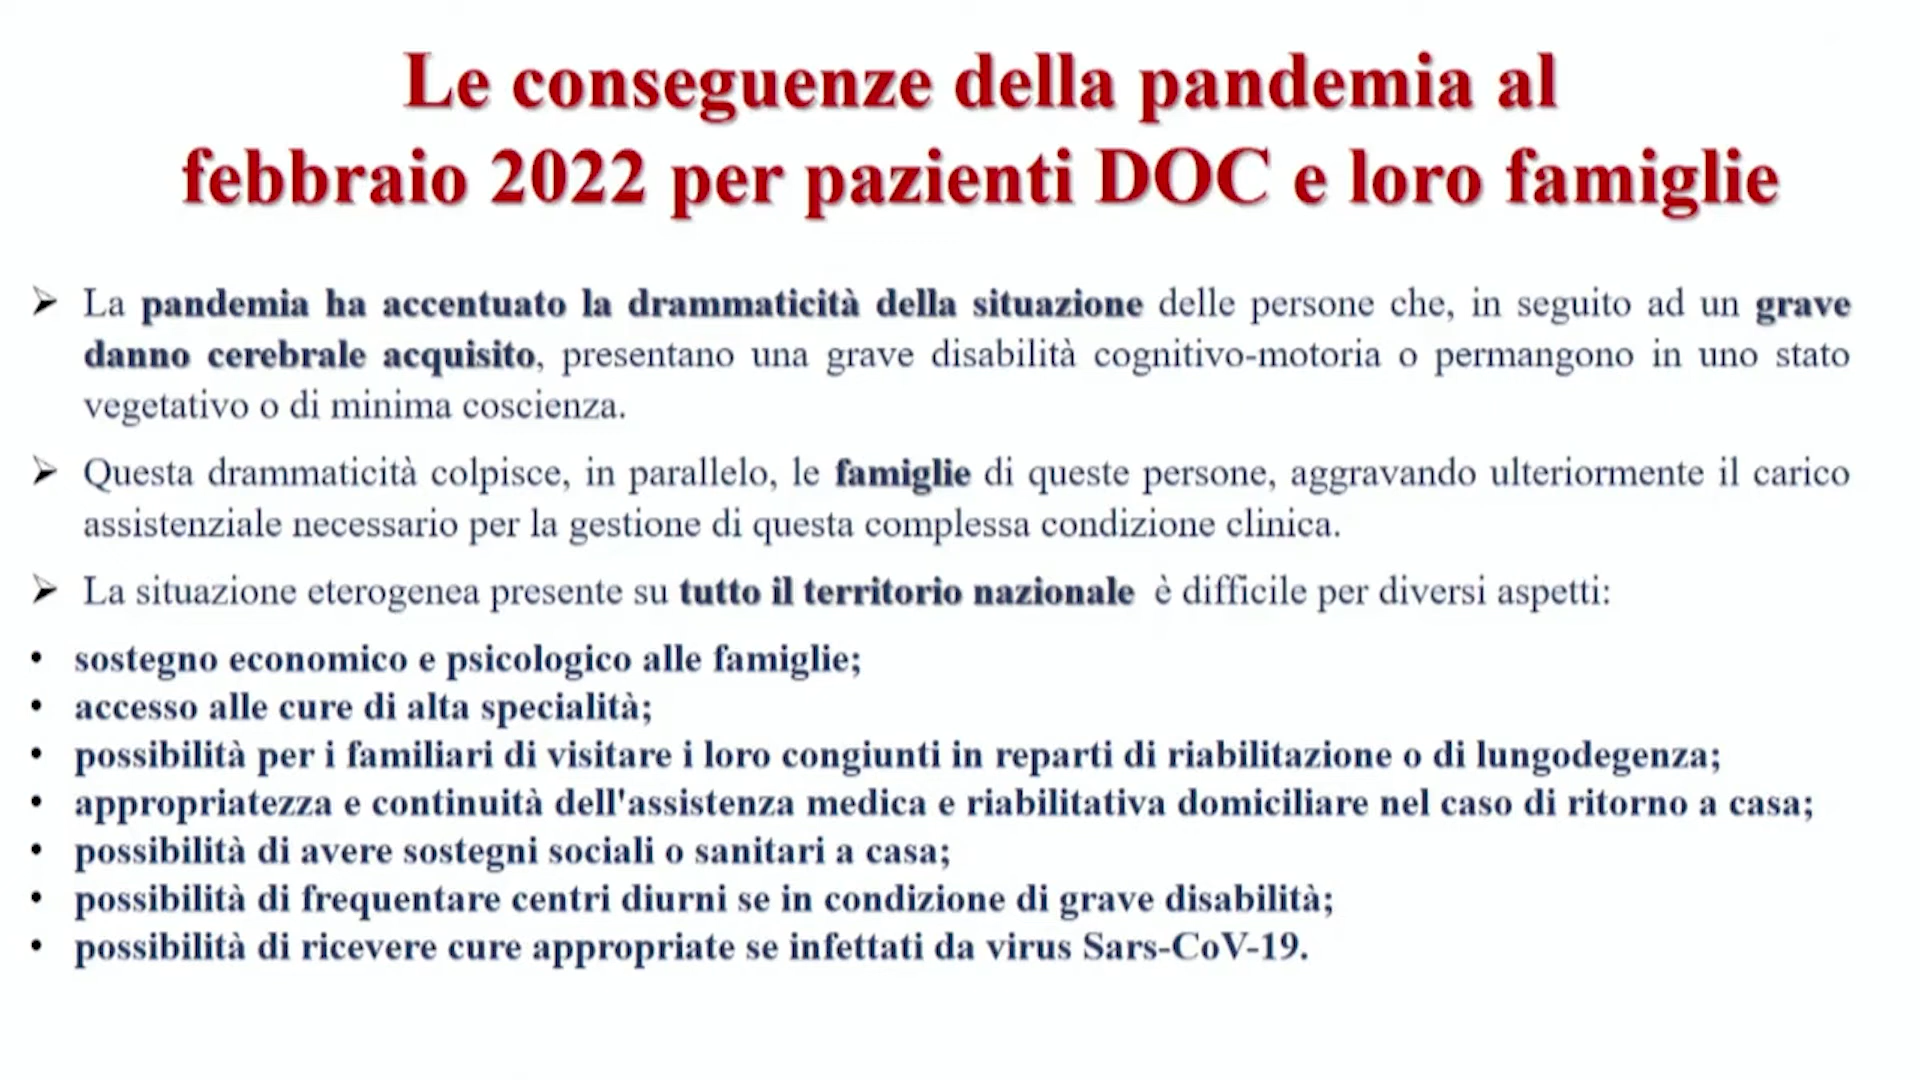 Le conseguenze della pandemia al
febbraio 2022 per pazienti DOC e loro famiglie
➢ La pandemia ha accentuato la drammaticità della situazione delle persone che, in seguito ad un grave
danno cerebrale acquisito, presentano una grave disabilità cognitivo-motoria o permangono in uno stato
vegetativo o di minima coscienza.
➢ Questa drammaticità colpisce, in parallelo, le famiglie di queste persone, aggravando ulteriormente il carico
assistenziale necessario per la gestione di questa complessa condizione clinica.
➢ La situazione eterogenea presente su tutto il territorio nazionale è difficile per diversi aspetti:
• sostegno economico e psicologico alle famiglie;
• accesso alle cure di alta specialità;
• possibilità per i familiari di visitare i loro congiunti in reparti di riabilitazione o di lungodegenza;
• appropriatezza e continuità dell'assistenza medica e riabilitativa domiciliare nel caso di ritorno a casa;
• possibilità di avere sostegni sociali o sanitari a casa;
• possibilità di frequentare centri diurni se in condizione di grave disabilità;
• possibilità di ricevere cure appropriate se infettati da virus Sars-CoV-19.